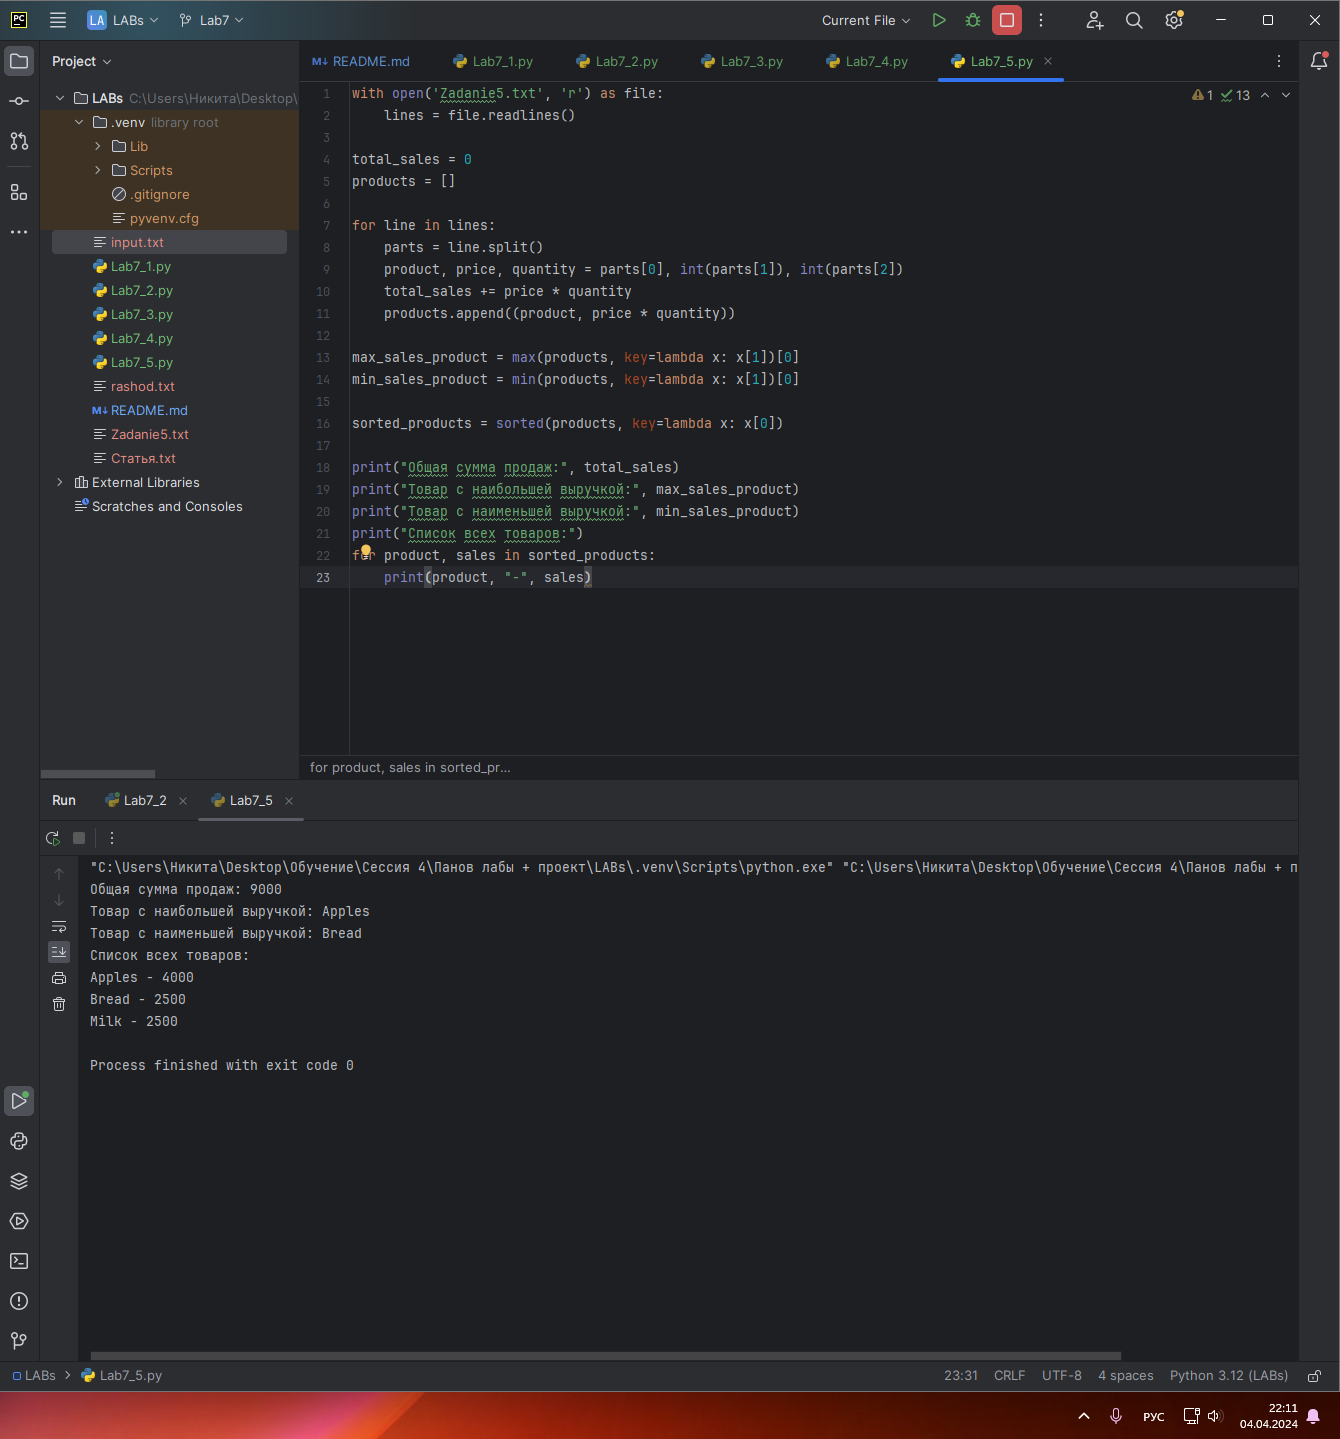 PC LA LABs Lab7 Current File
Project
LABs C:\Users\Никита\Desktop\
.venv library root
Lib
Scripts
.gitignore
pyvenv.cfg
input.txt
Lab7_1.py
Lab7_2.py
Lab7_3.py
Lab7_4.py
Lab7_5.py
rashod.txt
M↓ README.md
Zadanie5.txt
Статья.txt
External Libraries
Scratches and Consoles
M↓ README.md Lab7_1.py Lab7_2.py Lab7_3.py Lab7_4.py Lab7_5.py
1 13
1 with open('Zadanie5.txt', 'r') as file:
2 lines = file.readlines()
3
4 total_sales = 0
5 products = []
6
7 for line in lines:
8 parts = line.split()
9 product, price, quantity = parts[0], int(parts[1]), int(parts[2])
10 total_sales += price * quantity
11 products.append((product, price * quantity))
12
13 max_sales_product = max(products, key=lambda x: x[1])[0]
14 min_sales_product = min(products, key=lambda x: x[1])[0]
15
16 sorted_products = sorted(products, key=lambda x: x[0])
17
18 print("Общая сумма продаж:", total_sales)
19 print("Товар с наибольшей выручкой:", max_sales_product)
20 print("Товар с наименьшей выручкой:", min_sales_product)
21 print("Список всех товаров:")
22 for product, sales in sorted_products:
23 print(product, "-", sales)
for product, sales in sorted_pr...
Run Lab7_2 Lab7_5
"C:\Users\Никита\Desktop\Обучение\Сессия 4\Панов лабы + проект\LABs\.venv\Scripts\python.exe" "C:\Users\Никита\Desktop\Обучение\Сессия 4\Панов лабы + п
Общая сумма продаж: 9000
Товар с наибольшей выручкой: Apples
Товар с наименьшей выручкой: Bread
Список всех товаров:
Apples - 4000
Bread - 2500
Milk - 2500
Process finished with exit code 0
LABs Lab7_5.py 23:31 CRLF UTF-8 4 spaces Python 3.12 (LABs)
РУС 22:11
04.04.2024